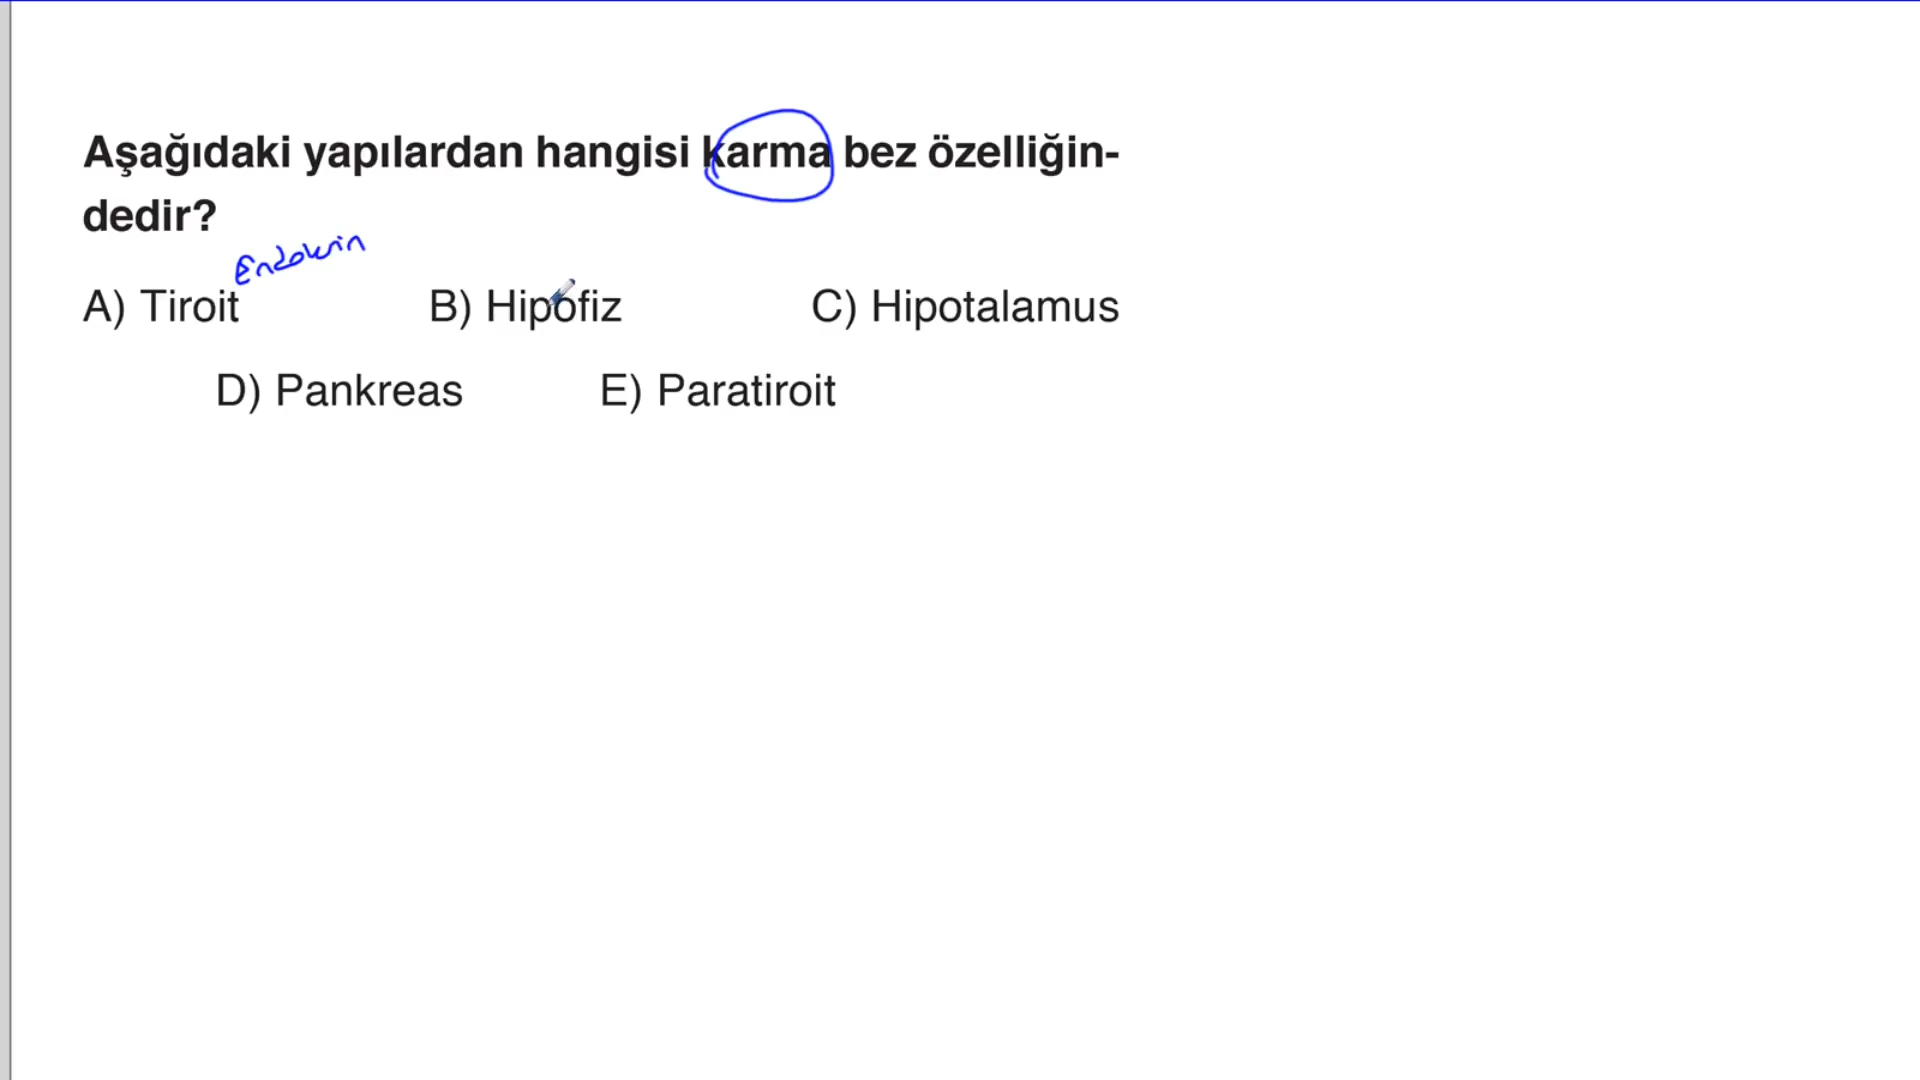 Aşağıdaki yapılardan hangisi karma bez özelliğin-
dedir?
Endokrin
A) Tiroit B) Hipofiz C) Hipotalamus
D) Pankreas E) Paratiroit